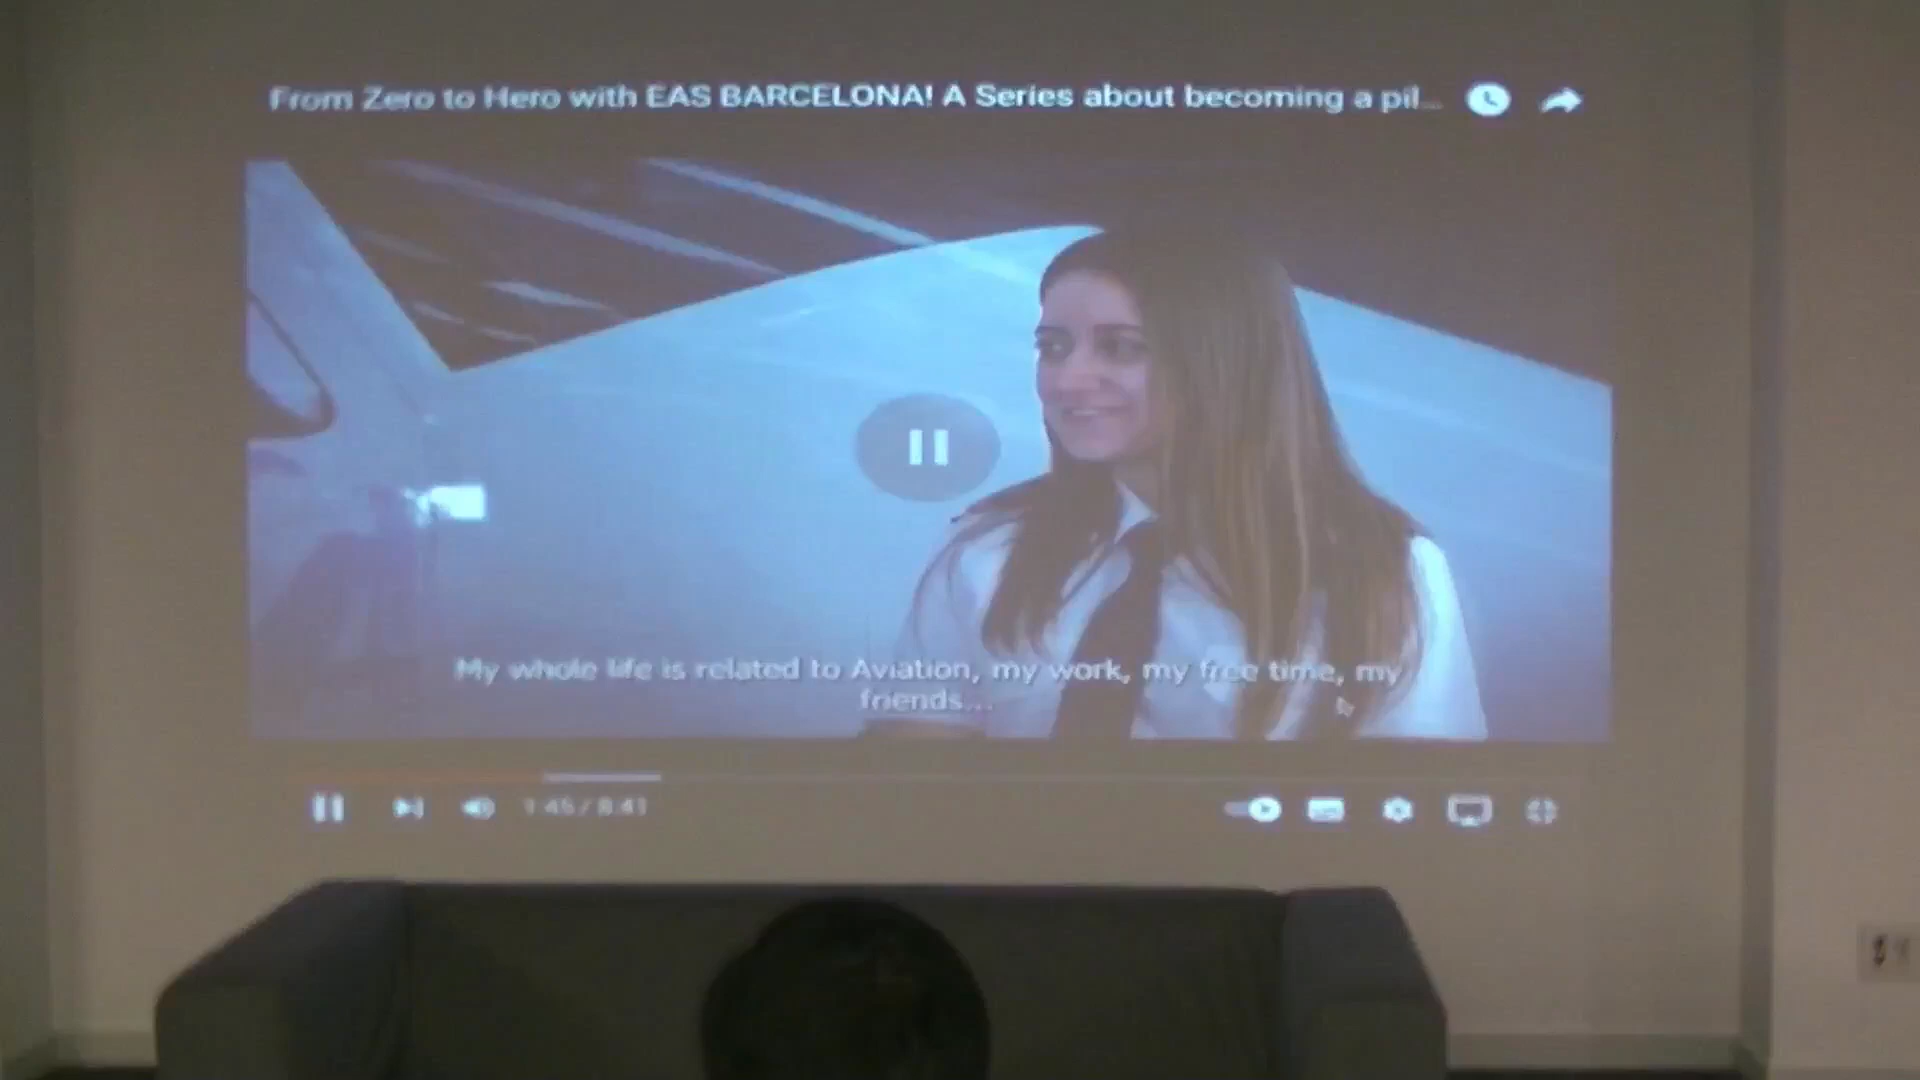 From Zero to Hero with EAS BARCELONA! A Series about becoming a pil...
My whole life is related to Aviation, my work, my free time, my
friends...
1:45 / 8:41